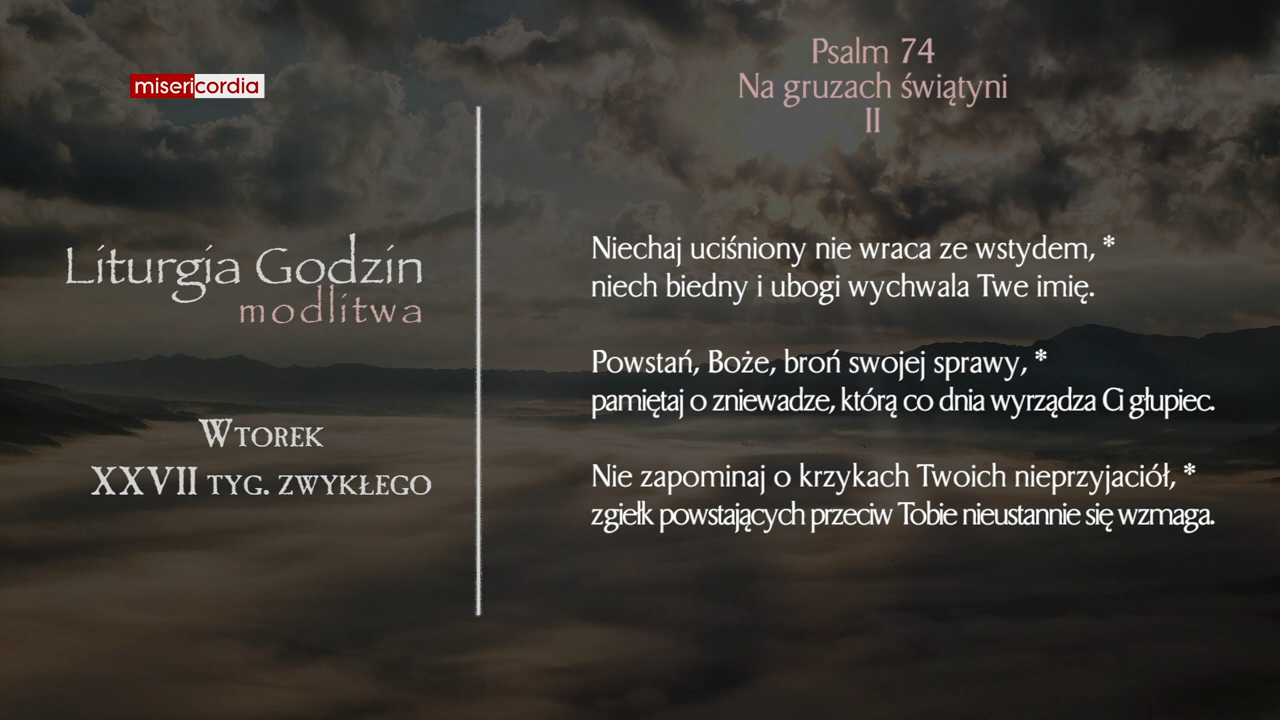 misericordia
Liturgia Godzin
modlitwa
Wtorek
XXVII tyg. zwykłego
Psalm 74
Na gruzach świątyni
II
Niechaj uciśniony nie wraca ze wstydem, *
niech biedny i ubogi wychwala Twe imię.
Powstań, Boże, broń swojej sprawy, *
pamiętaj o zniewadze, którą co dnia wyrządza Ci głupiec.
Nie zapominaj o krzykach Twoich nieprzyjaciół, *
zgiełk powstających przeciw Tobie nieustannie się wzmaga.